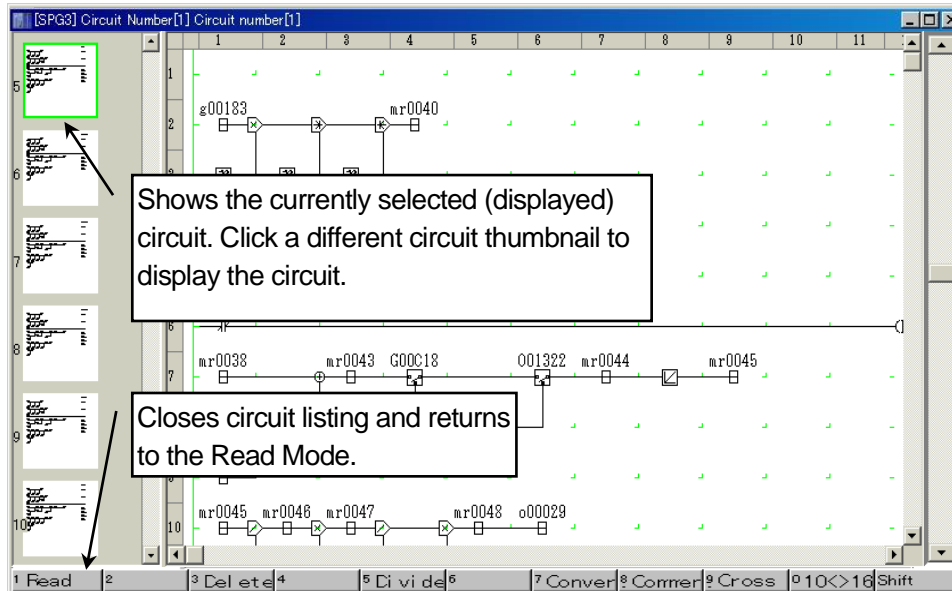 [SPG3] Circuit Number[1] Circuit number[1]
1 2 3 4 5 6 7 8 9 10 11
5
1
g00183 mr0040
2
6
Shows the currently selected (displayed)
circuit. Click a different circuit thumbnail to
display the circuit.
7
6
8
mr0038 mr0043 G00C18 O01322 mr0044 mr0045
7
Closes circuit listing and returns
to the Read Mode.
9
mr0045 mr0046 mr0047 mr0048 o00029
10
10
1 Read 2 3 Delete 4 5 Divide 6 7 Conver 8 Commer 9 Cross 0 10<>16 Shift